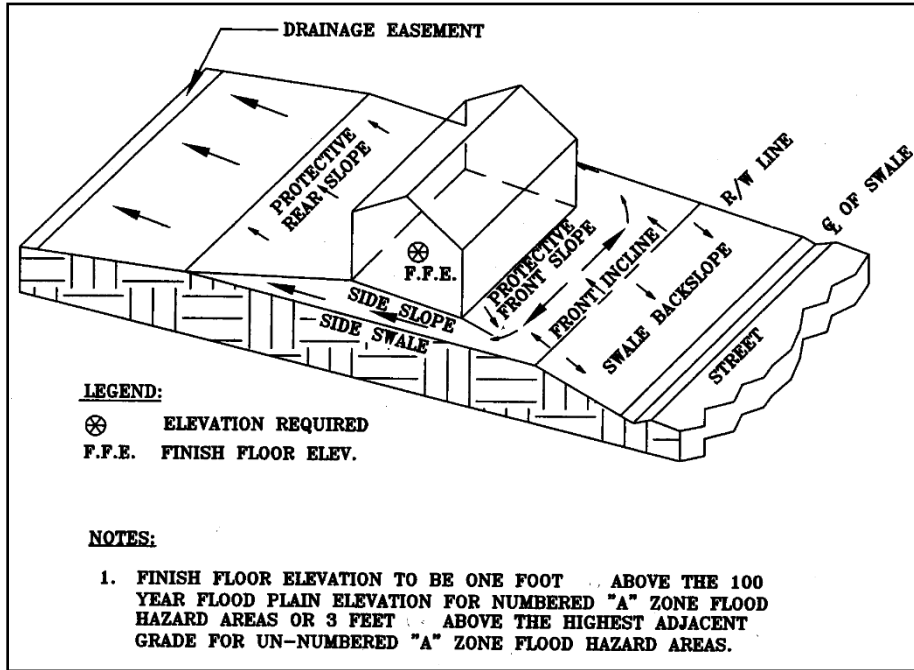 DRAINAGE EASEMENT
PROTECTIVE
REAR SLOPE
R/W LINE
℄ OF SWALE
F.F.E.
PROTECTIVE
FRONT SLOPE
FRONT INCLINE
SWALE BACKSLOPE
STREET
SIDE SLOPE
SIDE SWALE
LEGEND:
ELEVATION REQUIRED
F.F.E. FINISH FLOOR ELEV.
NOTES:
1. FINISH FLOOR ELEVATION TO BE ONE FOOT ABOVE THE 100
YEAR FLOOD PLAIN ELEVATION FOR NUMBERED "A" ZONE FLOOD
HAZARD AREAS OR 3 FEET ABOVE THE HIGHEST ADJACENT
GRADE FOR UN-NUMBERED "A" ZONE FLOOD HAZARD AREAS.